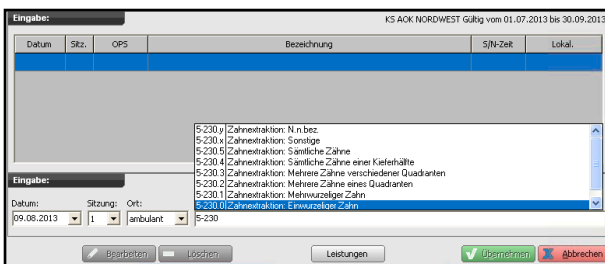 Eingabe: KS AOK NORDWEST Gültig vom 01.07.2013 bis 30.09.2013
Datum Sitz. OPS Bezeichnung S/N-Zeit Lokal.
5-230.y Zahnextraktion: N.n.bez.
5-230.x Zahnextraktion: Sonstige
5-230.5 Zahnextraktion: Sämtliche Zähne
5-230.4 Zahnextraktion: Sämtliche Zähne einer Kieferhälfte
5-230.3 Zahnextraktion: Mehrere Zähne verschiedener Quadranten
5-230.2 Zahnextraktion: Mehrere Zähne eines Quadranten
5-230.1 Zahnextraktion: Mehrwurzeliger Zahn
5-230.0 Zahnextraktion: Einwurzeliger Zahn
Eingabe:
Datum: Sitzung: Ort:
09.08.2013 1 ambulant 5-230
Bearbeiten Löschen Leistungen Übernehmen Abbrechen